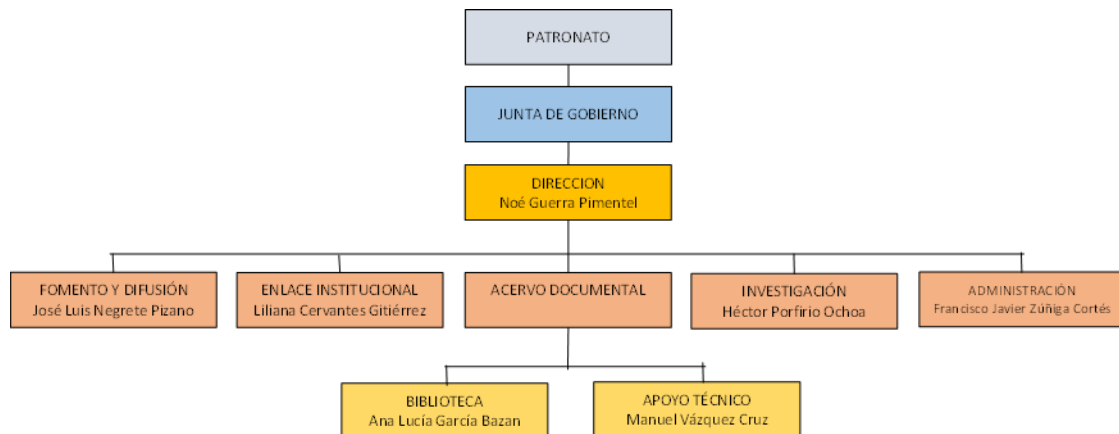 PATRONATO
JUNTA DE GOBIERNO
DIRECCION
Noé Guerra Pimentel
FOMENTO Y DIFUSIÓN
José Luis Negrete Pizano
ENLACE INSTITUCIONAL
Liliana Cervantes Gitiérrez
ACERVO DOCUMENTAL
INVESTIGACIÓN
Héctor Porfirio Ochoa
ADMINISTRACIÓN
Francisco Javier Zúñiga Cortés
BIBLIOTECA
Ana Lucía García Bazan
APOYO TÉCNICO
Manuel Vázquez Cruz